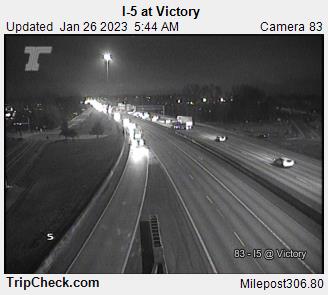 I-5 at Victory
Updated Jan 26 2023 5:44 AM Camera 83
T
S
83 - I5 @ Victory
TripCheck.com Milepost306.80